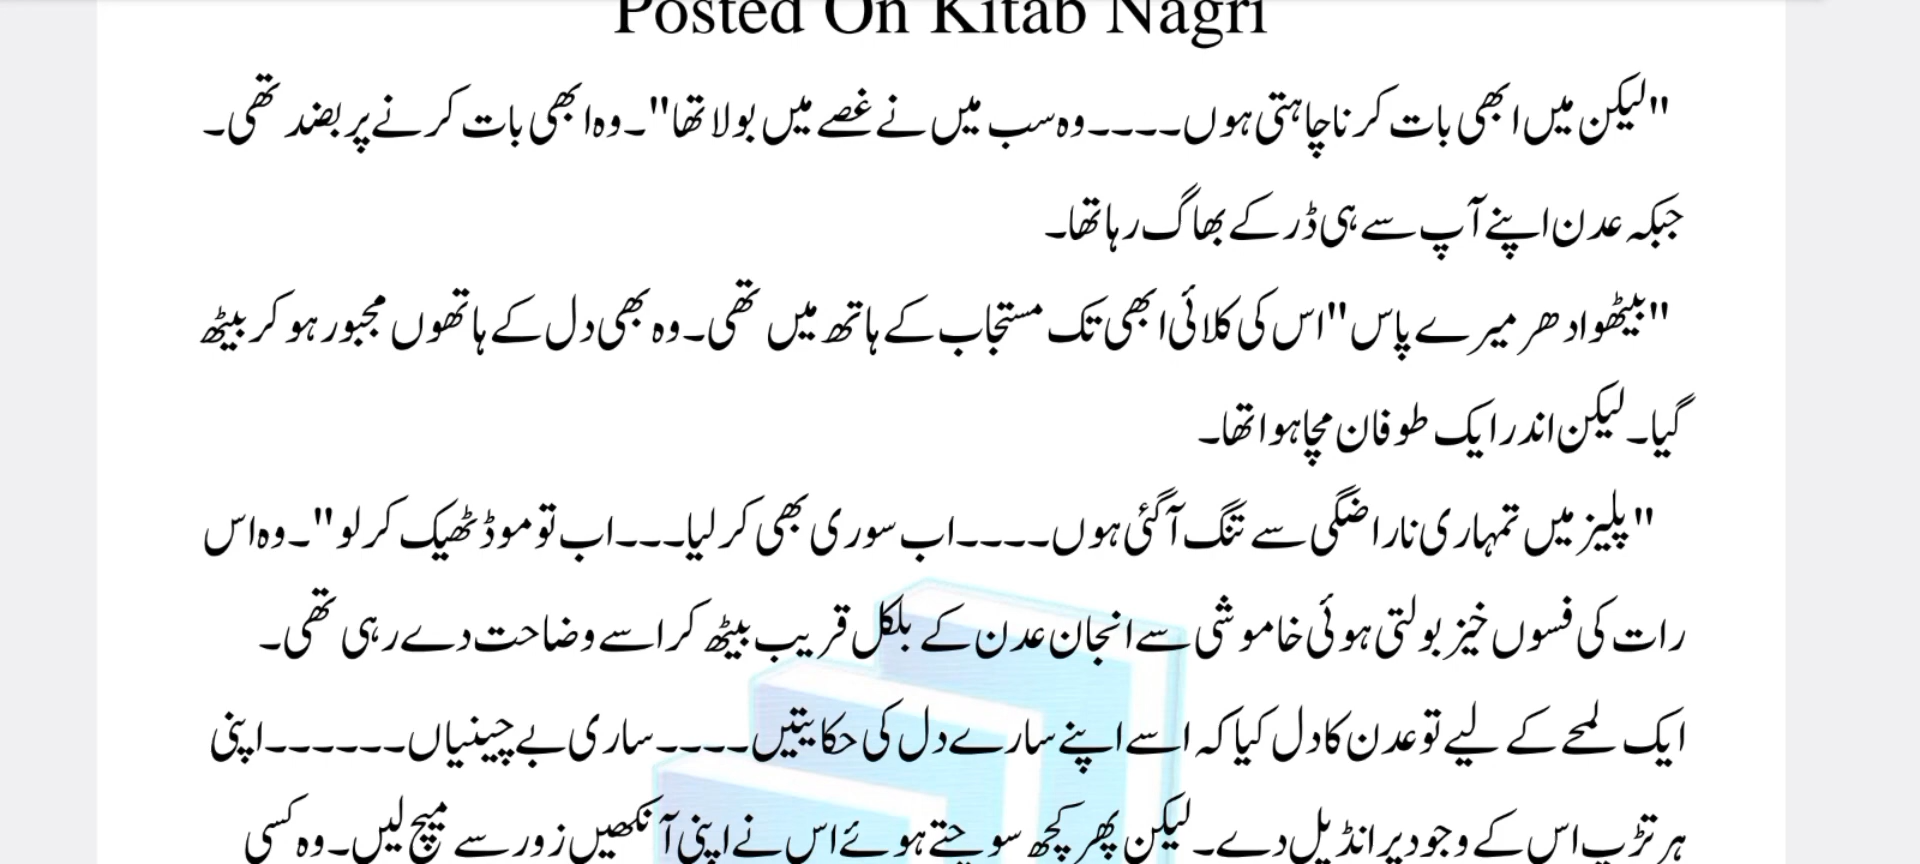 Posted On Kitab Nagri
"لیکن میں ابھی بات کرنا چاہتی ہوں۔۔۔۔وہ سب میں نے غصے میں بولا تھا"۔وہ ابھی بات کرنے پر بضد تھی۔
جبکہ عدن اپنے آپ سے ہی ڈر کے بھاگ رہا تھا۔
"بیٹھو ادھر میرے پاس"اس کی کلائی ابھی تک مستجاب کے ہاتھ میں تھی۔وہ بھی دل کے ہاتھوں مجبور ہو کر بیٹھ
گیا۔لیکن اندر ایک طوفان مچا ہوا تھا۔
"پلیز میں تمہاری ناراضگی سے تنگ آ گئی ہوں۔۔۔۔اب سوری بھی کر لیا۔۔۔اب تو موڈ ٹھیک کر لو"۔وہ اس
رات کی فسوں خیز بولتی ہوئی خاموشی سے انجان عدن کے بلکل قریب بیٹھ کر اسے وضاحت دے رہی تھی۔
ایک لمحے کے لیے تو عدن کا دل کیا کہ اسے اپنے سارے دل کی حکایتیں۔۔۔۔ساری بے چینیاں۔۔۔۔۔۔اپنی
ہر تڑپ اس کے وجود پر انڈیل دے۔لیکن پھر کچھ سوچتے ہوئے اس نے اپنی آنکھیں زور سے میچ لیں۔وہ کسی